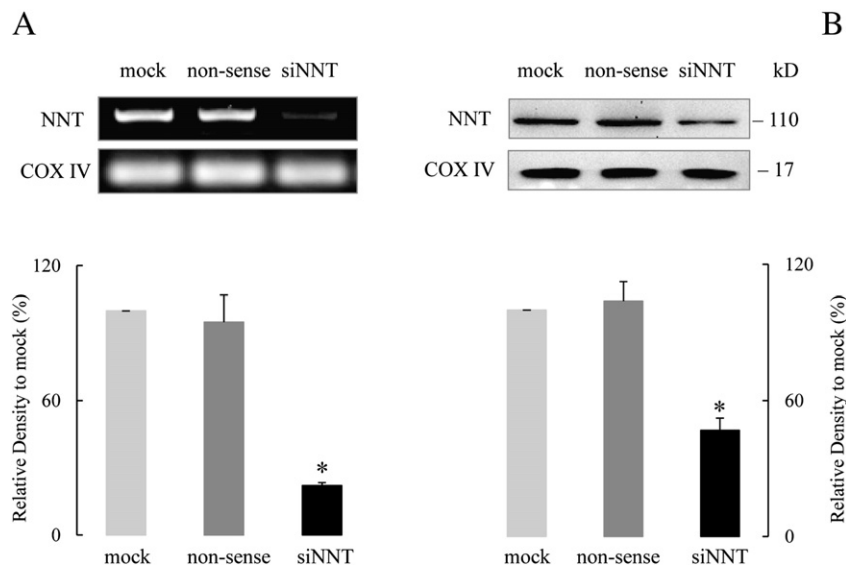 A
B
mock non-sense siNNT
mock non-sense siNNT kD
NNT
NNT – 110
COX IV
COX IV – 17
Relative Density to mock (%)
120
60
0
*
mock non-sense siNNT
Relative Density to mock (%)
120
60
0
*
mock non-sense siNNT